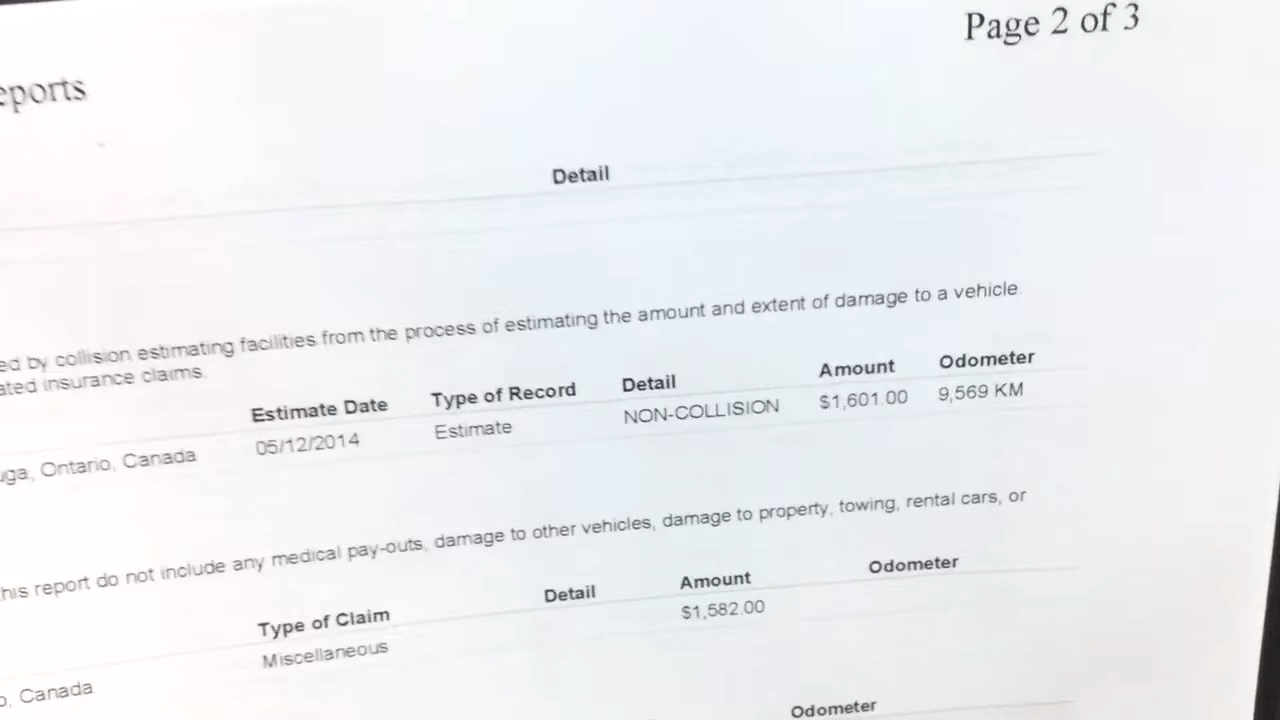 Page 2 of 3
eports
Detail
ed by collision estimating facilities from the process of estimating the amount and extent of damage to a vehicle.
ated insurance claims.
Estimate Date Type of Record Detail Amount Odometer
uga, Ontario, Canada 05/12/2014 Estimate NON-COLLISION $1,601.00 9,569 KM
this report do not include any medical pay-outs, damage to other vehicles, damage to property, towing, rental cars, or
Type of Claim Detail Amount Odometer
Miscellaneous $1,582.00
o, Canada
Odometer